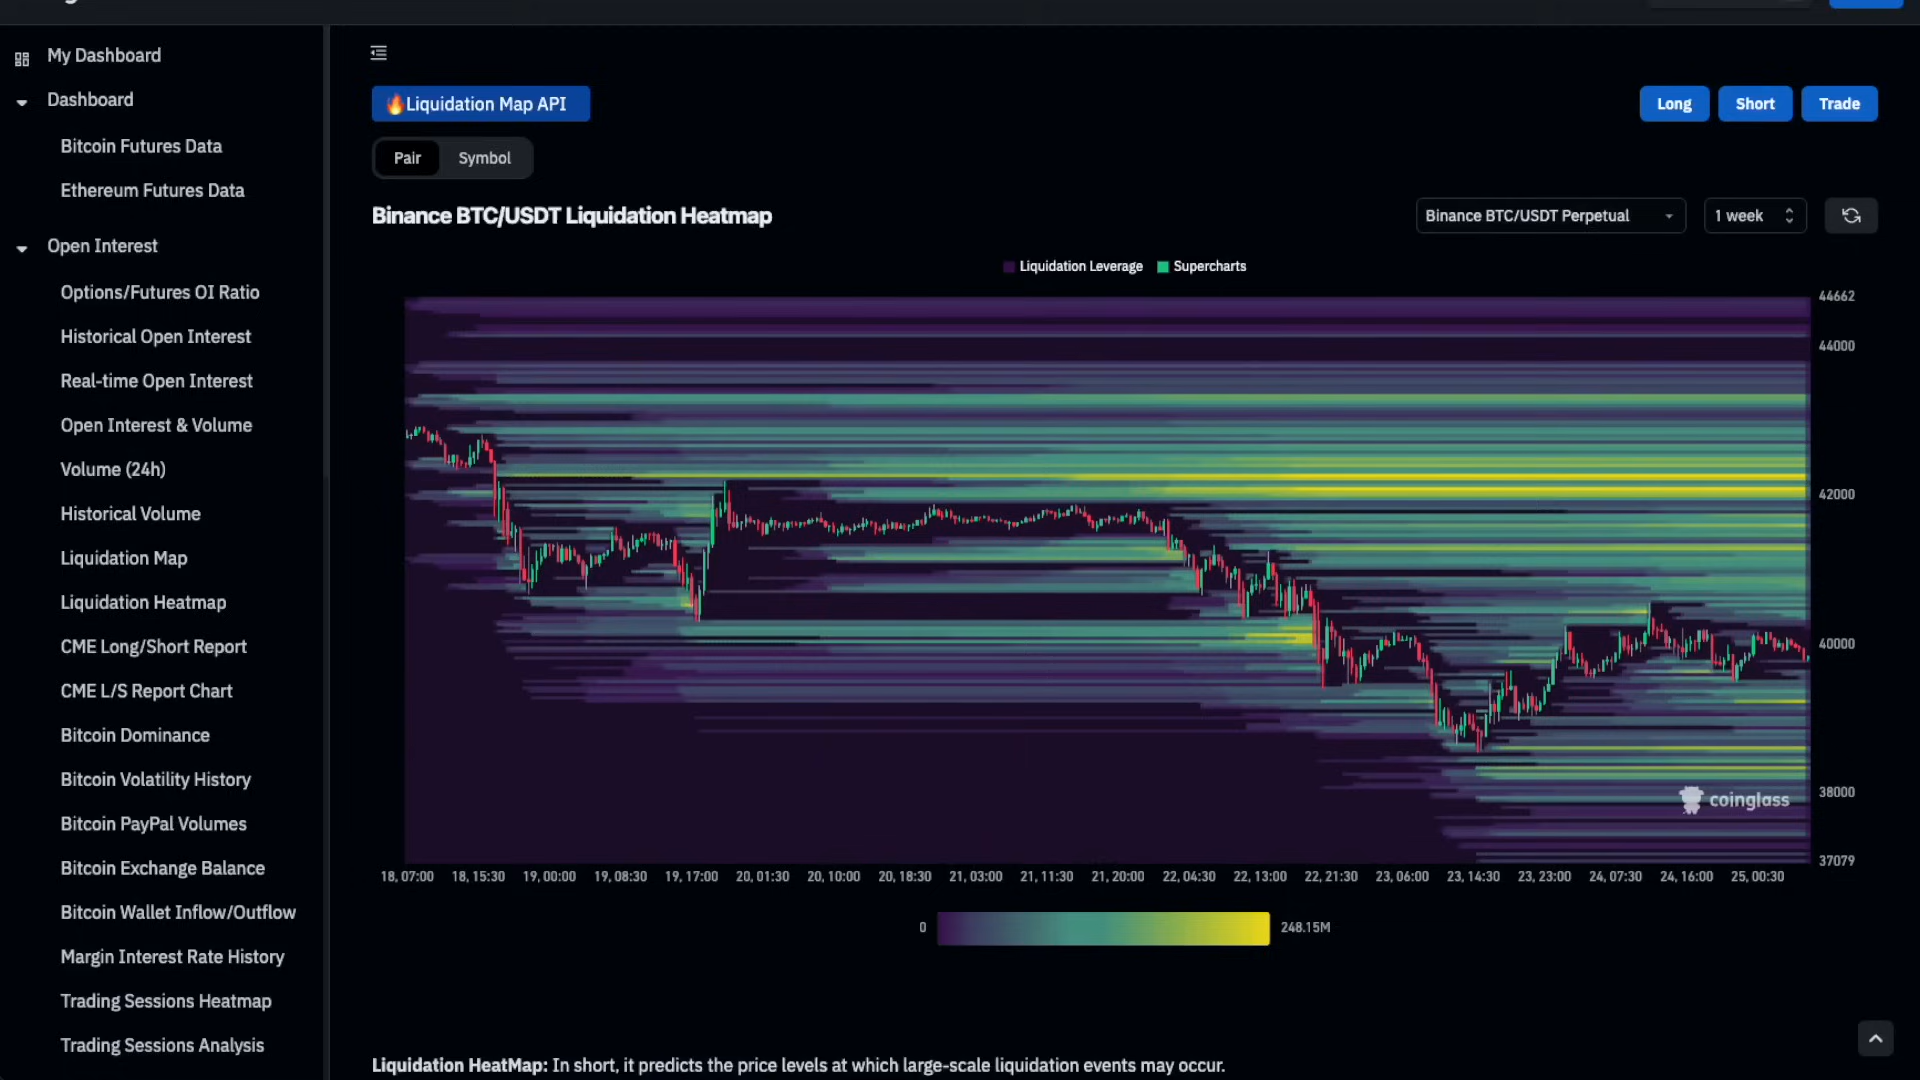 My Dashboard
Dashboard
Bitcoin Futures Data
Ethereum Futures Data
Open Interest
Options/Futures OI Ratio
Historical Open Interest
Real-time Open Interest
Open Interest & Volume
Volume (24h)
Historical Volume
Liquidation Map
Liquidation Heatmap
CME Long/Short Report
CME L/S Report Chart
Bitcoin Dominance
Bitcoin Volatility History
Bitcoin PayPal Volumes
Bitcoin Exchange Balance
Bitcoin Wallet Inflow/Outflow
Margin Interest Rate History
Trading Sessions Heatmap
Trading Sessions Analysis
🔥Liquidation Map API
Long Short Trade
Pair Symbol
Binance BTC/USDT Liquidation Heatmap
Binance BTC/USDT Perpetual 1 week
Liquidation Leverage Supercharts
44662
44000
42000
40000
38000
37079
coinglass
18, 07:00 18, 15:30 19, 00:00 19, 08:30 19, 17:00 20, 01:30 20, 10:00 20, 18:30 21, 03:00 21, 11:30 21, 20:00 22, 04:30 22, 13:00 22, 21:30 23, 06:00 23, 14:30 23, 23:00 24, 07:30 24, 16:00 25, 00:30
0 248.15M
Liquidation HeatMap: In short, it predicts the price levels at which large-scale liquidation events may occur.